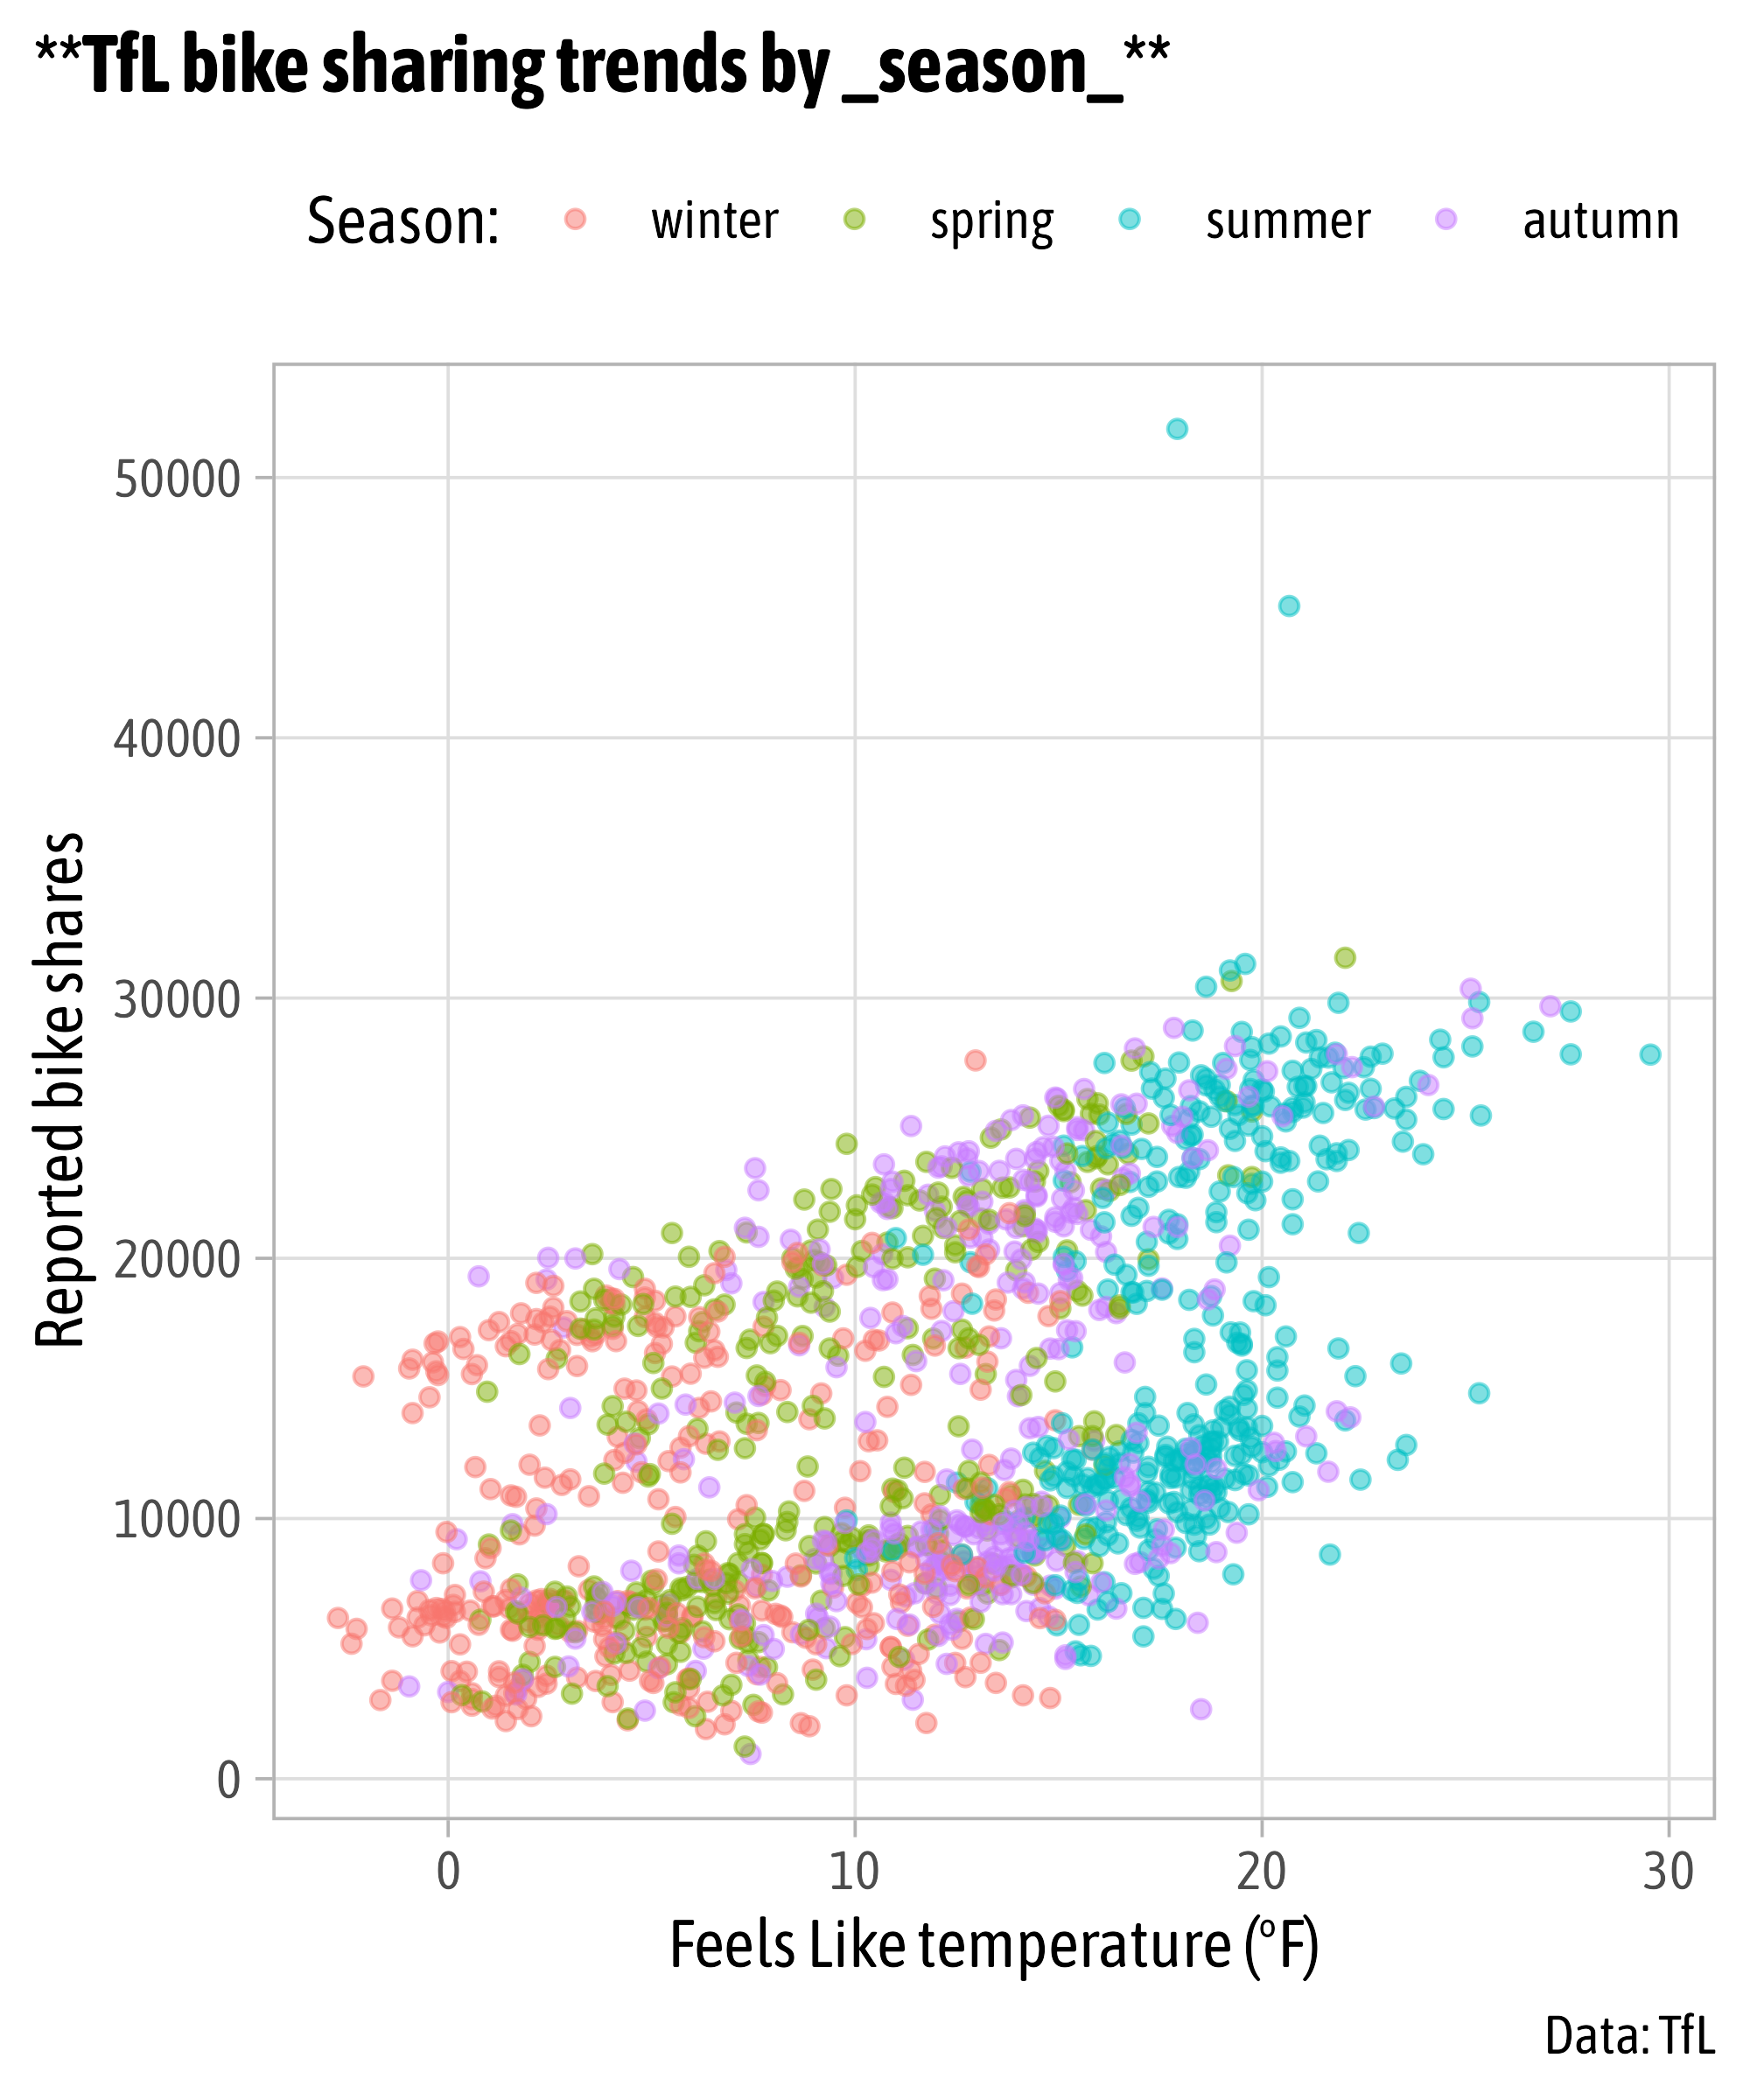 **TfL bike sharing trends by _season_**
Season: winter spring summer autumn
50000
40000
30000
20000
10000
0
Reported bike shares
0 10 20 30
Feels Like temperature (°F)
Data: TfL